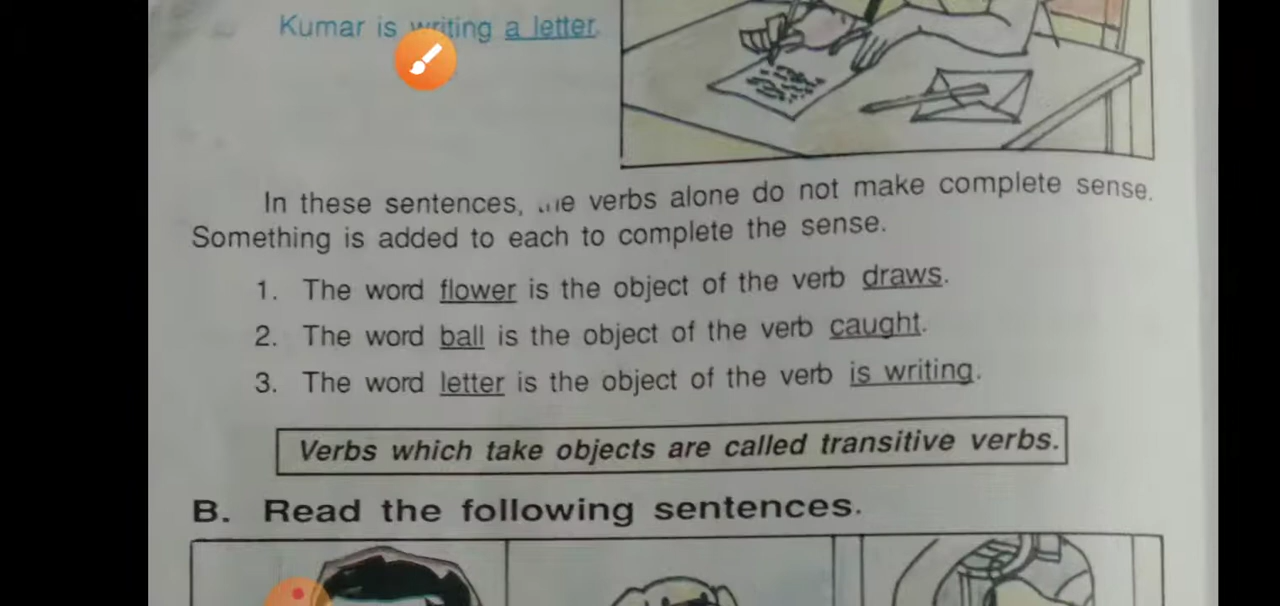 Kumar is writing a letter.
In these sentences, the verbs alone do not make complete sense.
Something is added to each to complete the sense.
1. The word flower is the object of the verb draws.
2. The word ball is the object of the verb caught.
3. The word letter is the object of the verb is writing.
Verbs which take objects are called transitive verbs.
B. Read the following sentences.